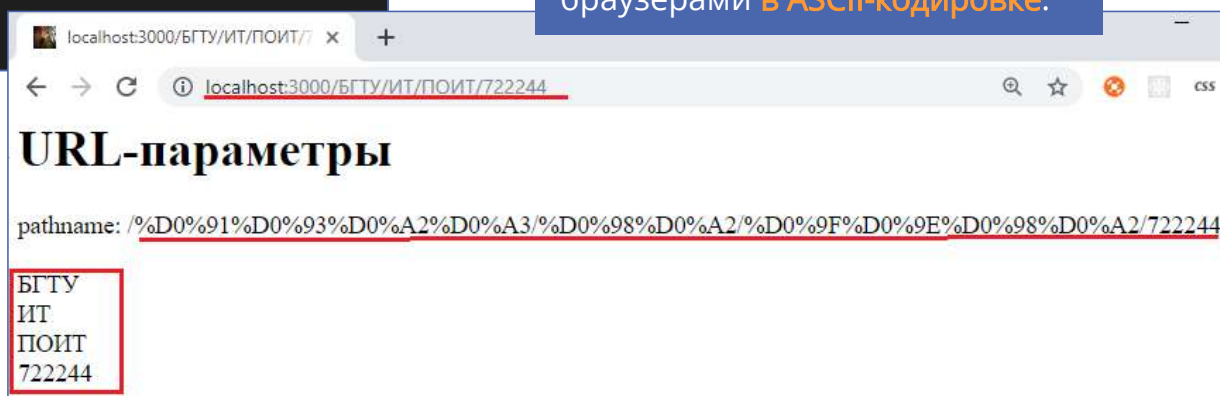 браузерами в ASCII-кодировке.
localhost:3000/БГТУ/ИТ/ПОИТ/7
localhost:3000/БГТУ/ИТ/ПОИТ/722244
css
URL-параметры
pathname: /%D0%91%D0%93%D0%A2%D0%A3/%D0%98%D0%A2/%D0%9F%D0%9E%D0%98%D0%A2/722244
БГТУ
ИТ
ПОИТ
722244